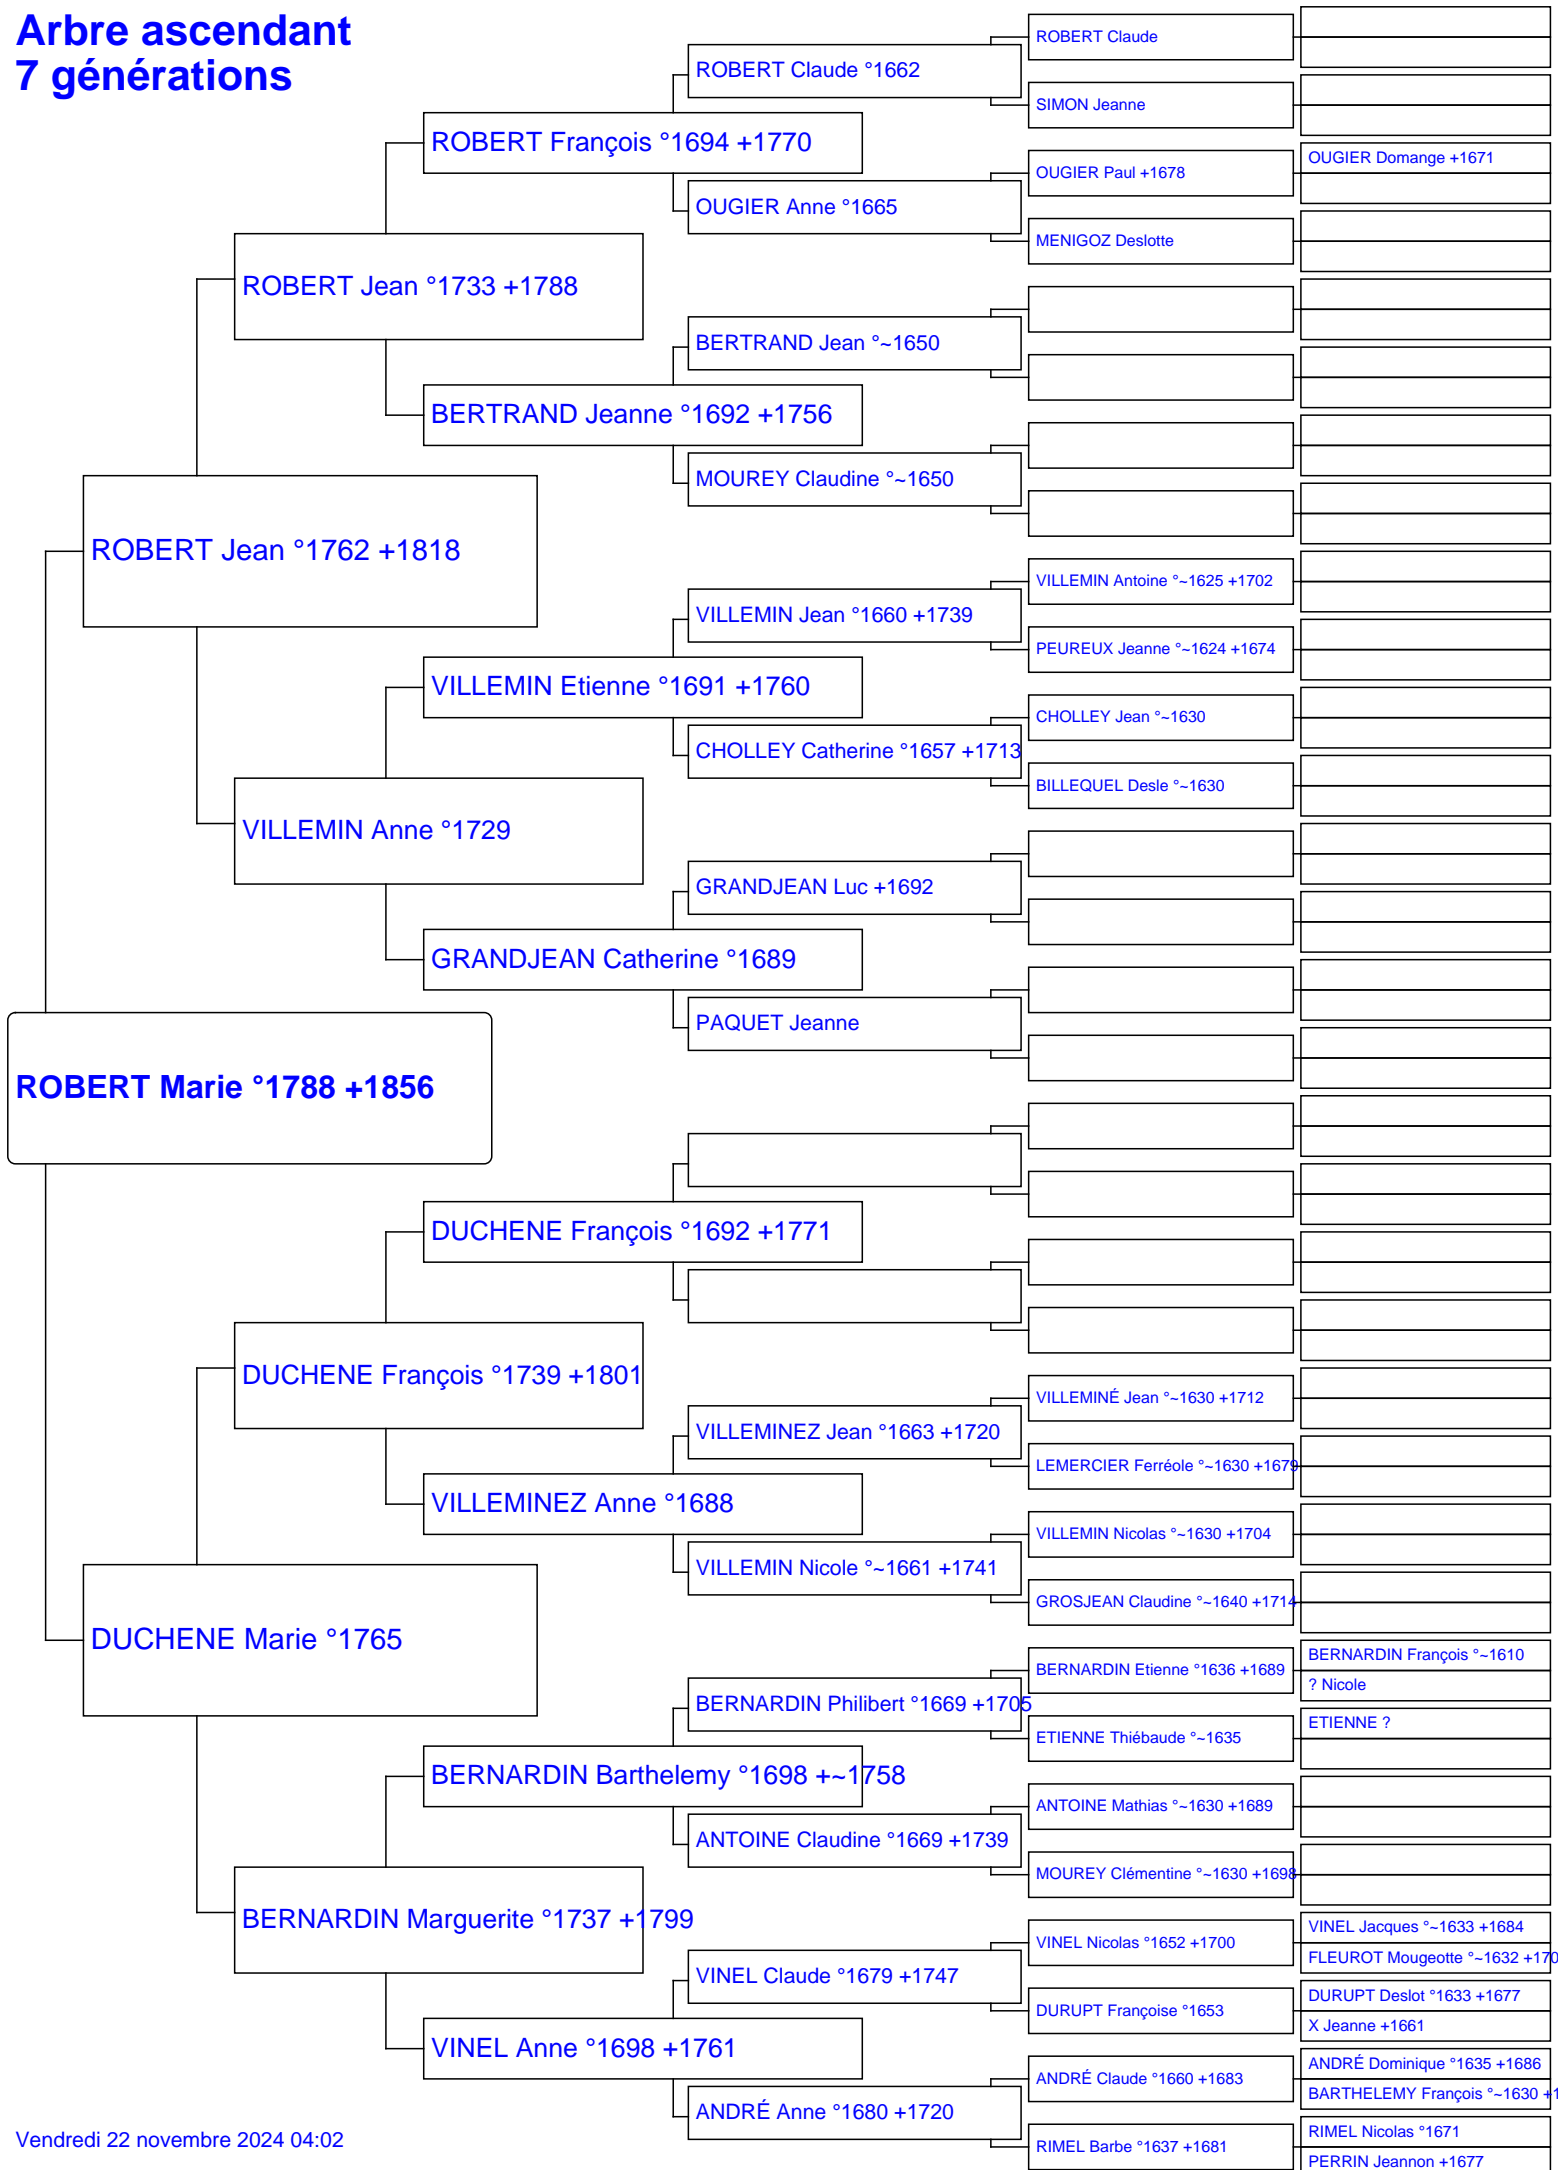 Arbre ascendant
7 générations
ROBERT Marie °1788 +1856
ROBERT Jean °1762 +1818
DUCHENE Marie °1765
ROBERT Jean °1733 +1788
VILLEMIN Anne °1729
DUCHENE François °1739 +1801
BERNARDIN Marguerite °1737 +1799
ROBERT François °1694 +1770
BERTRAND Jeanne °1692 +1756
VILLEMIN Etienne °1691 +1760
GRANDJEAN Catherine °1689
DUCHENE François °1692 +1771
VILLEMINEZ Anne °1688
BERNARDIN Barthelemy °1698 +~1758
VINEL Anne °1698 +1761
ROBERT Claude °1662
OUGIER Anne °1665
BERTRAND Jean °~1650
MOUREY Claudine °~1650
VILLEMIN Jean °1660 +1739
CHOLLEY Catherine °1657 +1713
GRANDJEAN Luc +1692
PAQUET Jeanne
VILLEMINEZ Jean °1663 +1720
VILLEMIN Nicole °~1661 +1741
BERNARDIN Philibert °1669 +1705
ANTOINE Claudine °1669 +1739
VINEL Claude °1679 +1747
ANDRÉ Anne °1680 +1720
ROBERT Claude
SIMON Jeanne
OUGIER Paul +1678
MENIGOZ Deslotte
VILLEMIN Antoine °~1625 +1702
PEUREUX Jeanne °~1624 +1674
CHOLLEY Jean °~1630
BILLEQUEL Desle °~1630
VILLEMINÉ Jean °~1630 +1712
LEMERCIER Ferréole °~1630 +1679
VILLEMIN Nicolas °~1630 +1704
GROSJEAN Claudine °~1640 +1714
BERNARDIN Etienne °1636 +1689
ETIENNE Thiébaude °~1635
ANTOINE Mathias °~1630 +1689
MOUREY Clémentine °~1630 +1698
VINEL Nicolas °1652 +1700
DURUPT Françoise °1653
ANDRÉ Claude °1660 +1683
RIMEL Barbe °1637 +1681
OUGIER Domange +1671
BERNARDIN François °~1610
? Nicole
ETIENNE ?
VINEL Jacques °~1633 +1684
FLEUROT Mougeotte °~1632 +170
DURUPT Deslot °1633 +1677
X Jeanne +1661
ANDRÉ Dominique °1635 +1686
BARTHELEMY François °~1630 +1
RIMEL Nicolas °1671
PERRIN Jeannon +1677
Vendredi 22 novembre 2024 04:02